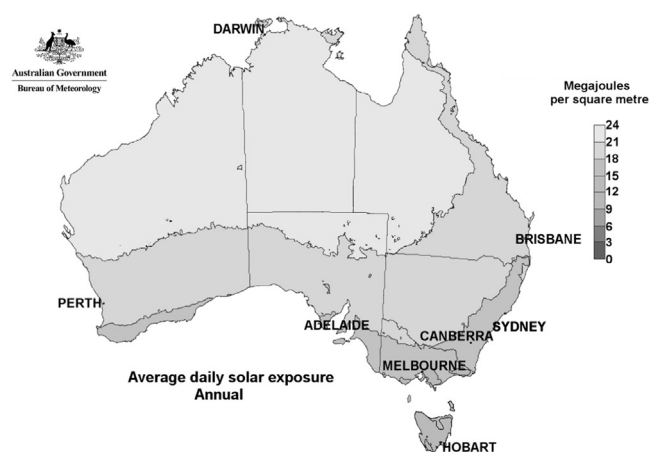 DARWIN
Australian Government
Bureau of Meteorology
Megajoules
per square metre
24
21
18
15
12
9
6
3
0
BRISBANE
PERTH
ADELAIDE
SYDNEY
CANBERRA
MELBOURNE
Average daily solar exposure
Annual
HOBART